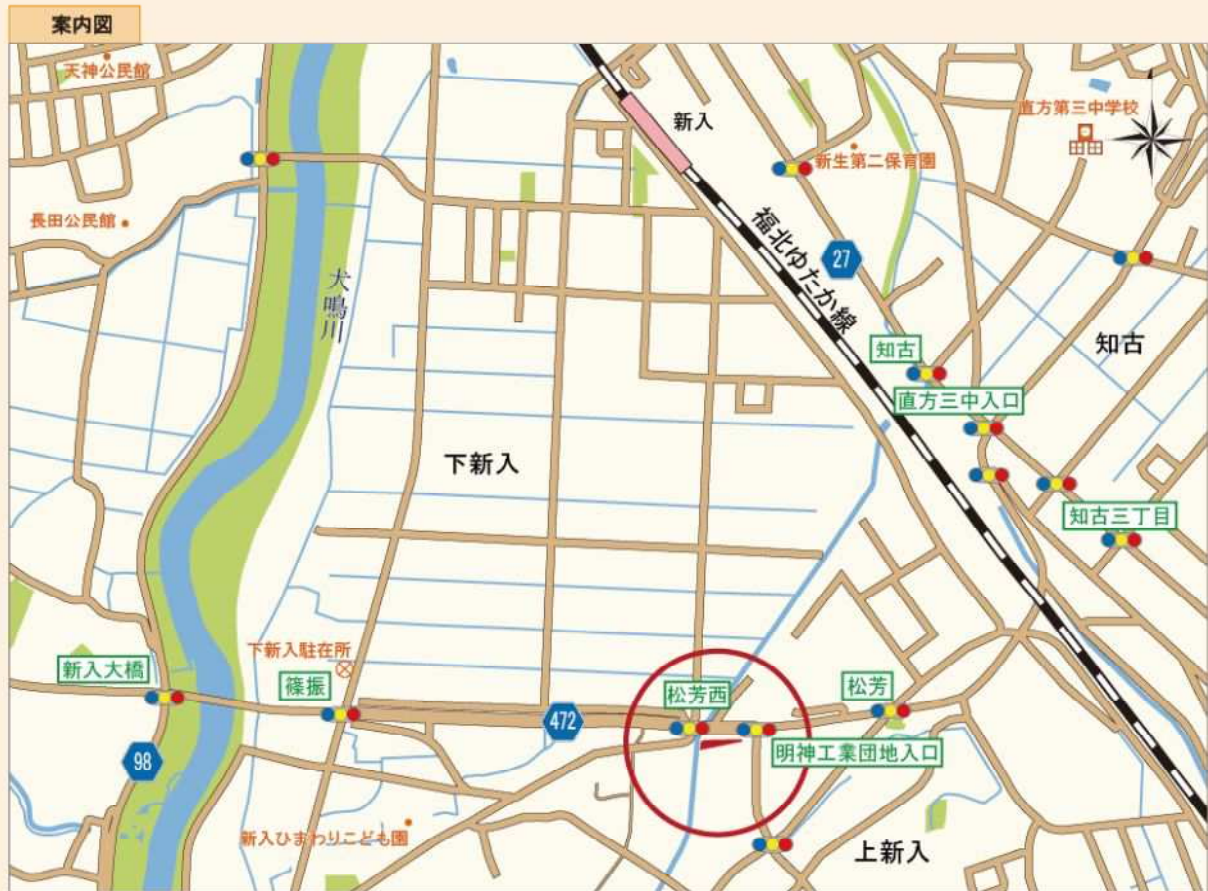 案内図
天神公民館
直方第三中学校
新入
新生第二保育園
長田公民館
福北ゆたか線
27
犬鳴川
知古
知古
直方三中入口
下新入
知古三丁目
下新入駐在所
新入大橋
篠振
松芳西
松芳
472
明神工業団地入口
98
新入ひまわりこども園
上新入